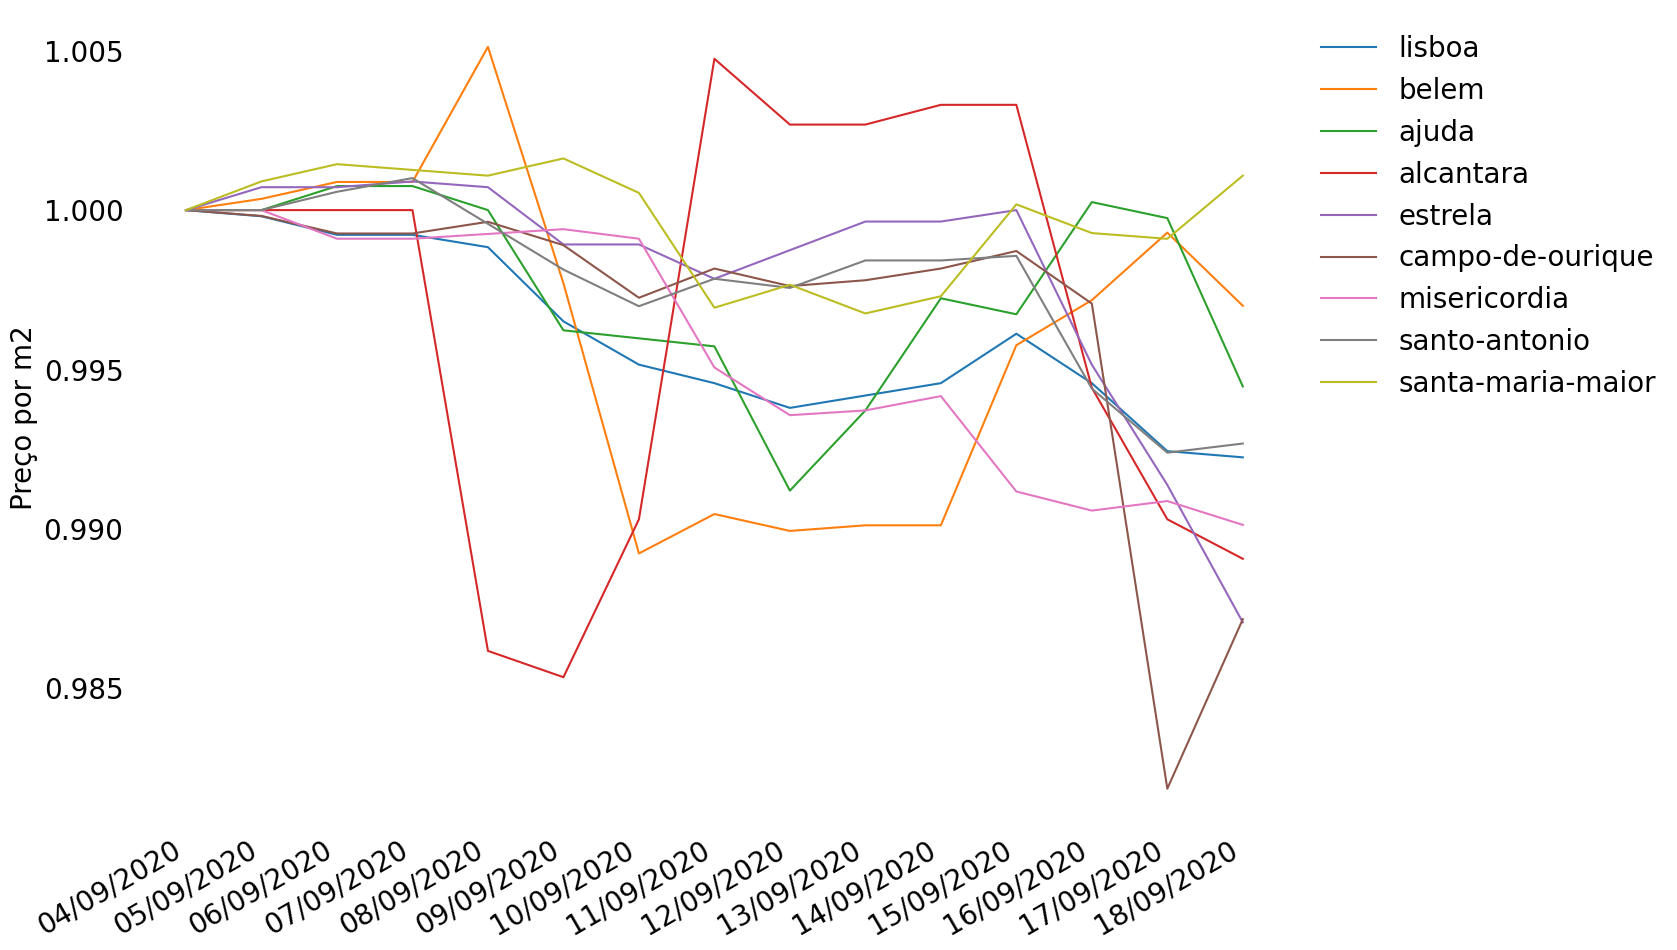 1.005
1.000
0.995
0.990
0.985
Preço por m2
04/09/2020
05/09/2020
06/09/2020
07/09/2020
08/09/2020
09/09/2020
10/09/2020
11/09/2020
12/09/2020
13/09/2020
14/09/2020
15/09/2020
16/09/2020
17/09/2020
18/09/2020
lisboa
belem
ajuda
alcantara
estrela
campo-de-ourique
misericordia
santo-antonio
santa-maria-maior